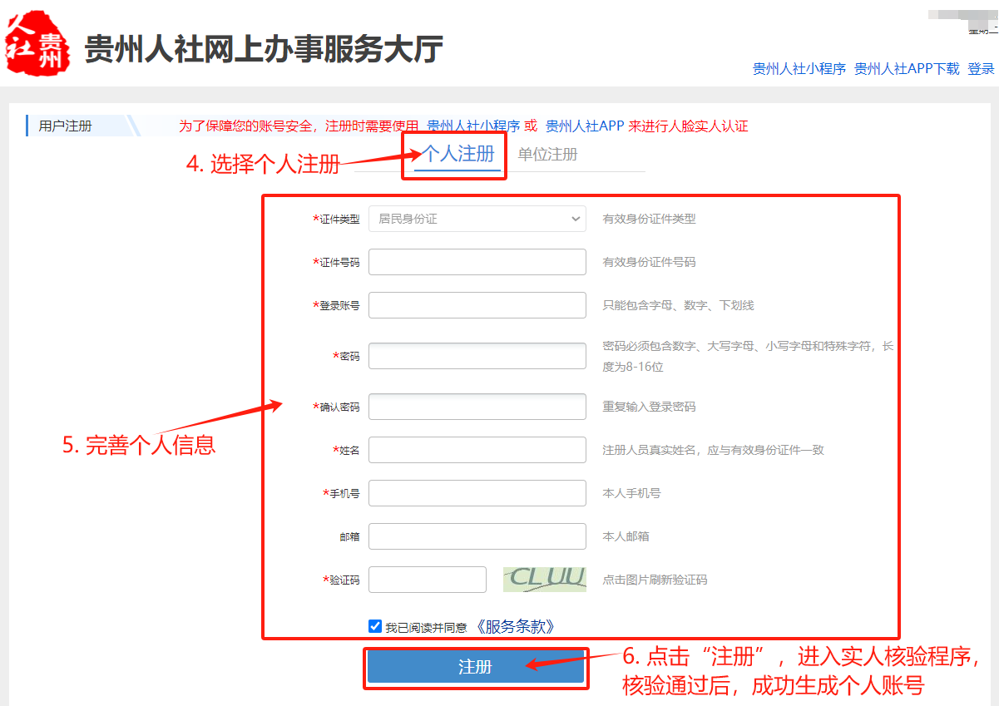 人社
贵州
贵州人社网上办事服务大厅
贵州人社小程序 贵州人社APP下载 登录
用户注册
为了保障您的账号安全，注册时需要使用 贵州人社小程序 或 贵州人社APP 来进行人脸实人认证
4. 选择个人注册
个人注册 单位注册
*证件类型 居民身份证 有效身份证件类型
*证件号码 有效身份证件号码
*登录账号 只能包含字母、数字、下划线
*密码 密码必须包含数字、大写字母、小写字母和特殊字符，长
度为8-16位
*确认密码 重复输入登录密码
5. 完善个人信息
*姓名 注册人员真实姓名，应与有效身份证件一致
*手机号 本人手机号
邮箱 本人邮箱
*验证码 CLUU 点击图片刷新验证码
我已阅读并同意 《服务条款》
注册
6. 点击“注册”，进入实人核验程序，
核验通过后，成功生成个人账号